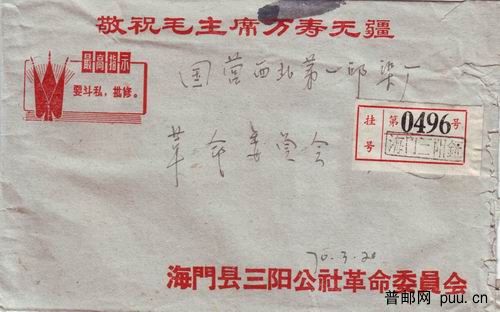 敬祝毛主席万寿无疆
最高指示
要斗私，批修。
国营西北第一印染厂
革命委员会
挂号
第0496号
海门三阳
70.3.20
海門县三阳公社革命委員会
普邮网 puu.cn